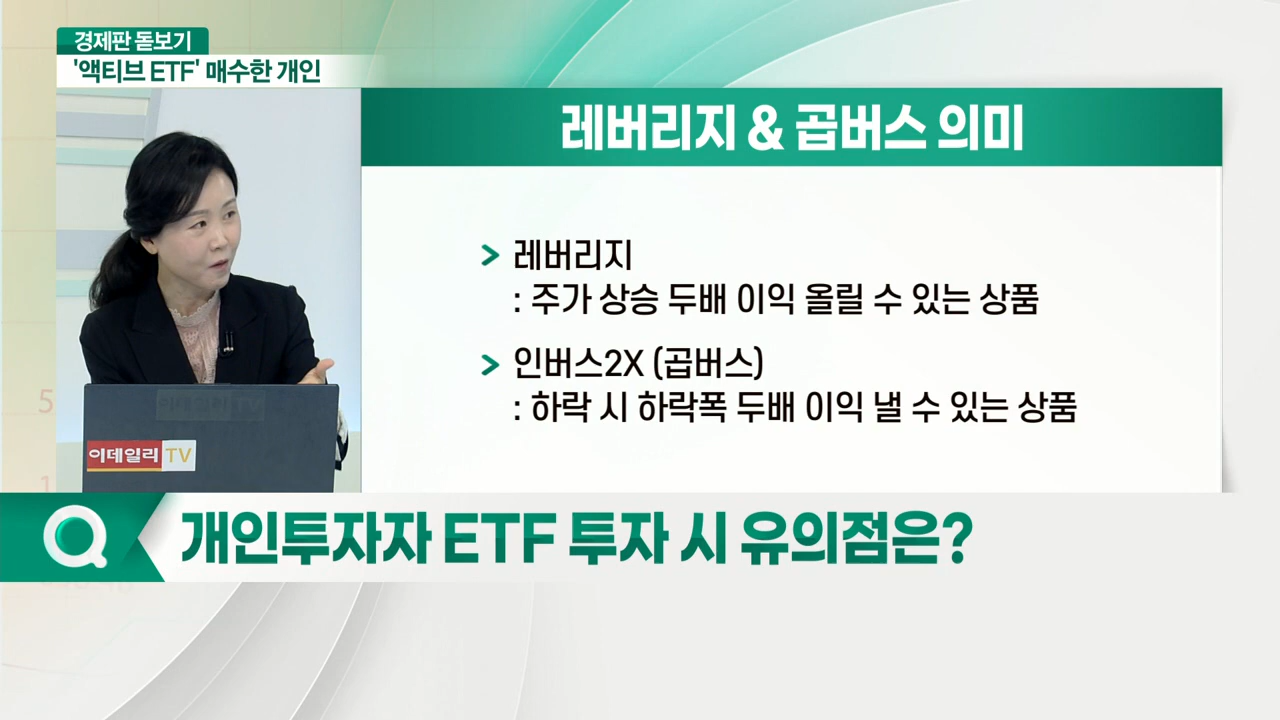 경제판 돋보기
'액티브 ETF' 매수한 개인
레버리지 & 곱버스 의미
> 레버리지
: 주가 상승 두배 이익 올릴 수 있는 상품
> 인버스2X (곱버스)
: 하락 시 하락폭 두배 이익 낼 수 있는 상품
이데일리 TV
개인투자자 ETF 투자 시 유의점은?